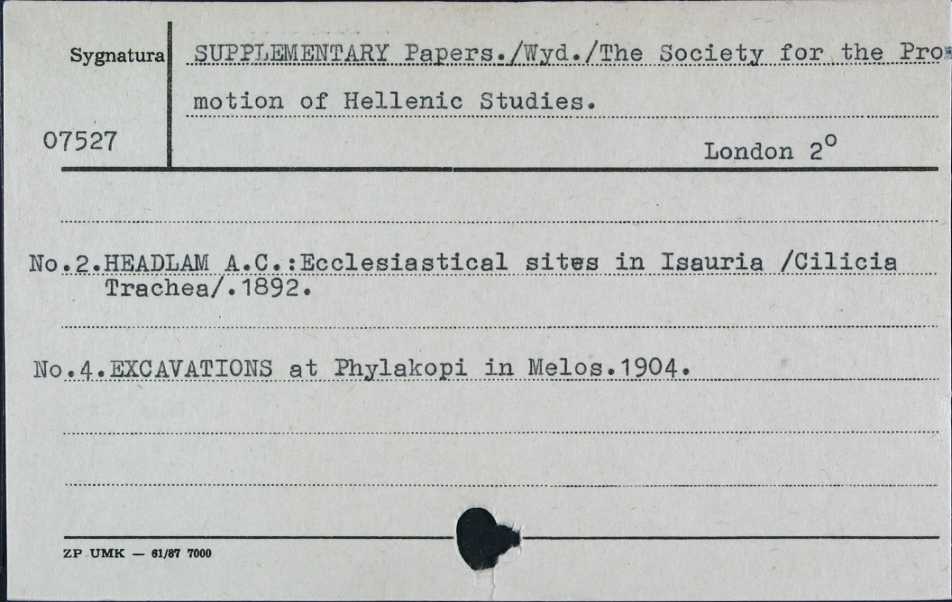 Sygnatura
SUPPLEMENTARY Papers./Wyd./The Society for the Pro-
motion of Hellenic Studies.
07527
London 2°
No.2.HEADLAM A.C.:Ecclesiastical sites in Isauria /Cilicia
Trachea/.1892.
No.4.EXCAVATIONS at Phylakopi in Melos.1904.
ZP UMK — 61/67 7000